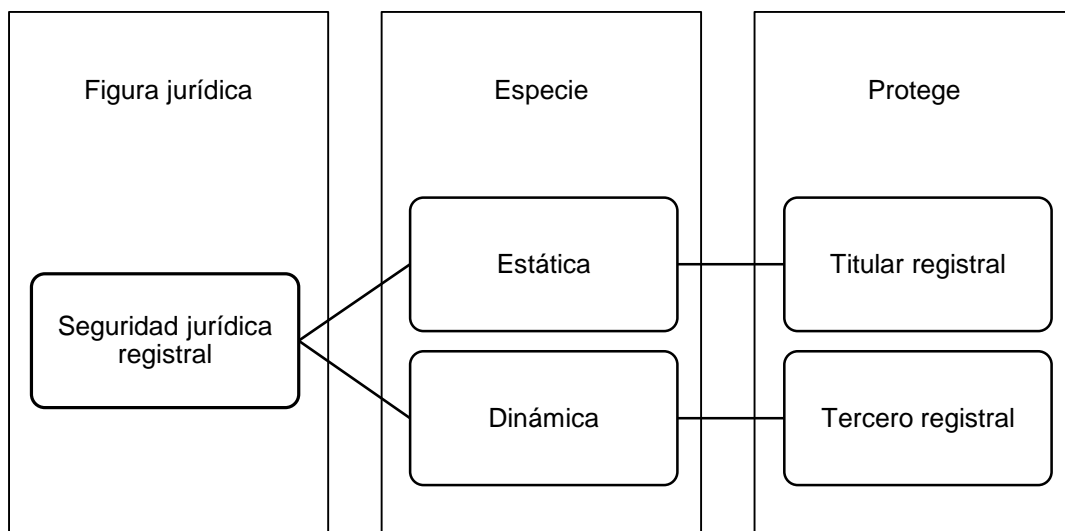 Figura jurídica
Especie
Protege
Seguridad jurídica
registral
Estática
Titular registral
Dinámica
Tercero registral